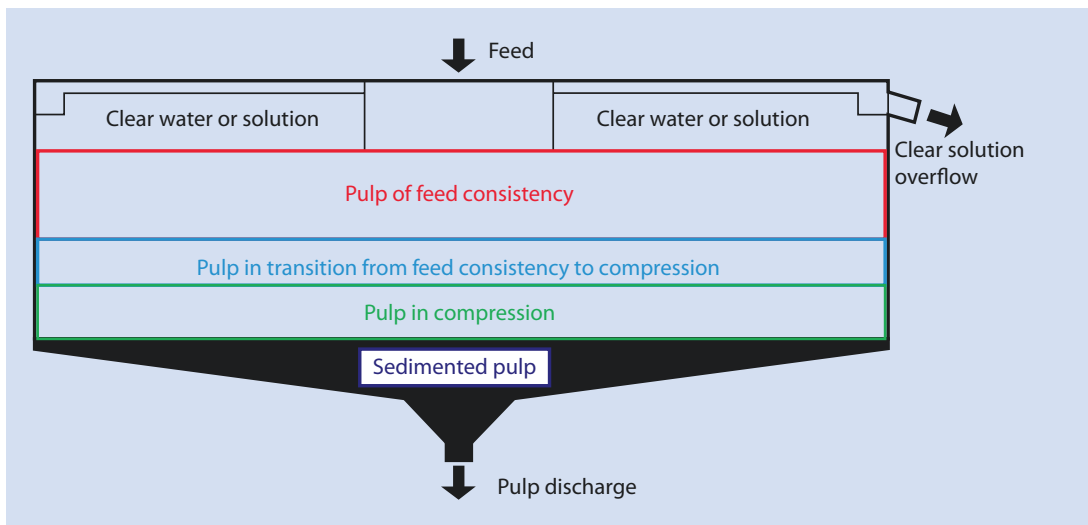 Feed
Clear water or solution
Clear water or solution
Clear solution
overflow
Pulp of feed consistency
Pulp in transition from feed consistency to compression
Pulp in compression
Sedimented pulp
Pulp discharge